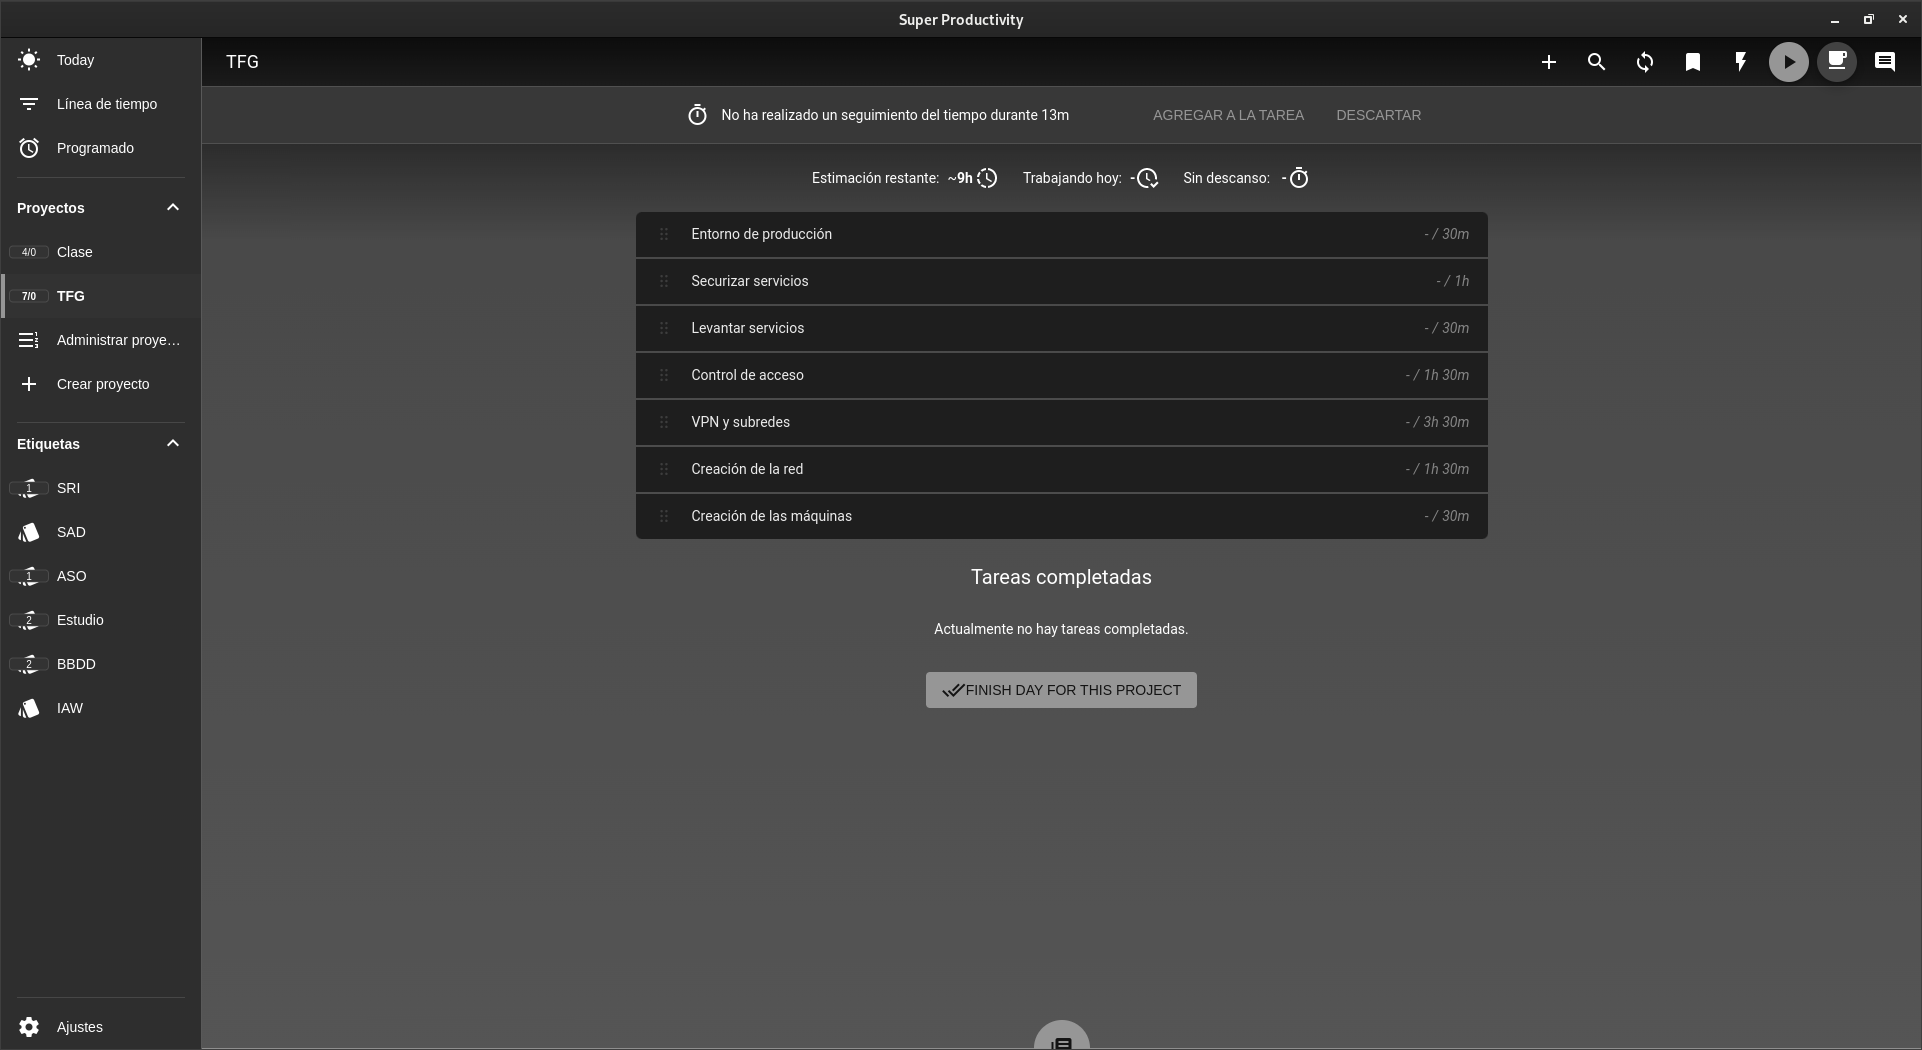 Super Productivity
Today
Línea de tiempo
Programado
Proyectos
4/0 Clase
7/0 TFG
Administrar proye...
Crear proyecto
Etiquetas
1 SRI
SAD
1 ASO
2 Estudio
2 BBDD
IAW
Ajustes
TFG
No ha realizado un seguimiento del tiempo durante 13m AGREGAR A LA TAREA DESCARTAR
Estimación restante: ~9h Trabajando hoy: - Sin descanso: -
Entorno de producción - / 30m
Securizar servicios - / 1h
Levantar servicios - / 30m
Control de acceso - / 1h 30m
VPN y subredes - / 3h 30m
Creación de la red - / 1h 30m
Creación de las máquinas - / 30m
Tareas completadas
Actualmente no hay tareas completadas.
FINISH DAY FOR THIS PROJECT